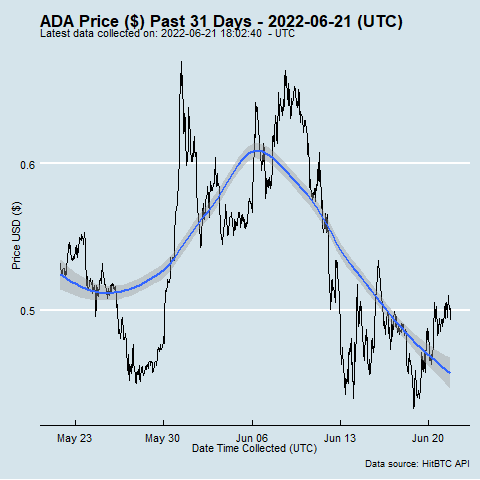 ADA Price ($) Past 31 Days - 2022-06-21 (UTC)
Latest data collected on: 2022-06-21 18:02:40 - UTC
0.6
0.5
Price USD ($)
May 23
May 30
Jun 06
Jun 13
Jun 20
Date Time Collected (UTC)
Data source: HitBTC API